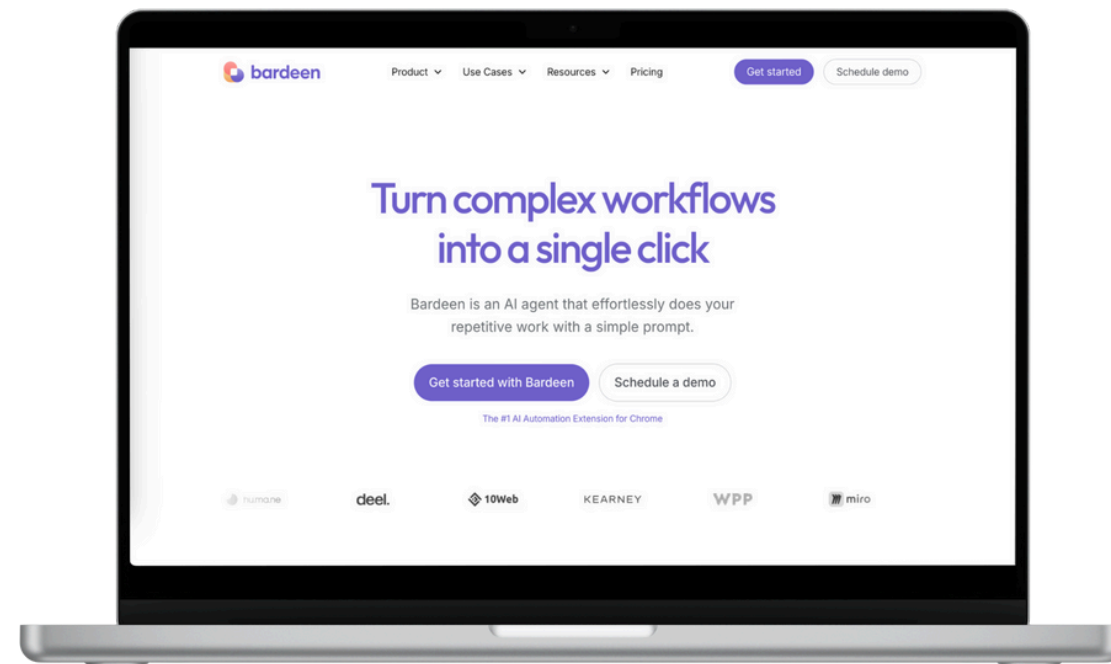 bardeen
Product Use Cases Resources Pricing
Get started Schedule demo
Turn complex workflows
into a single click
Bardeen is an AI agent that effortlessly does your
repetitive work with a simple prompt.
Get started with Bardeen Schedule a demo
The #1 AI Automation Extension for Chrome
humane deel. 10Web KEARNEY WPP miro